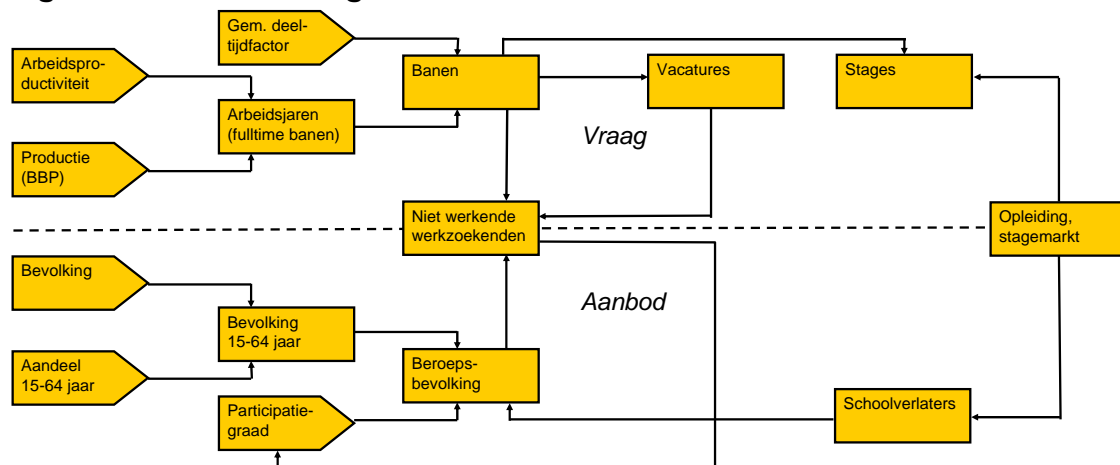 Gem. deel-
tijdfactor
Arbeidspro-
ductiviteit
Banen
Vacatures
Stages
Arbeidsjaren
(fulltime banen)
Vraag
Productie
(BBP)
Niet werkende
werkzoekenden
Opleiding,
stagemarkt
Bevolking
Aanbod
Bevolking
15-64 jaar
Aandeel
15-64 jaar
Beroeps-
bevolking
Participatie-
graad
Schoolverlaters